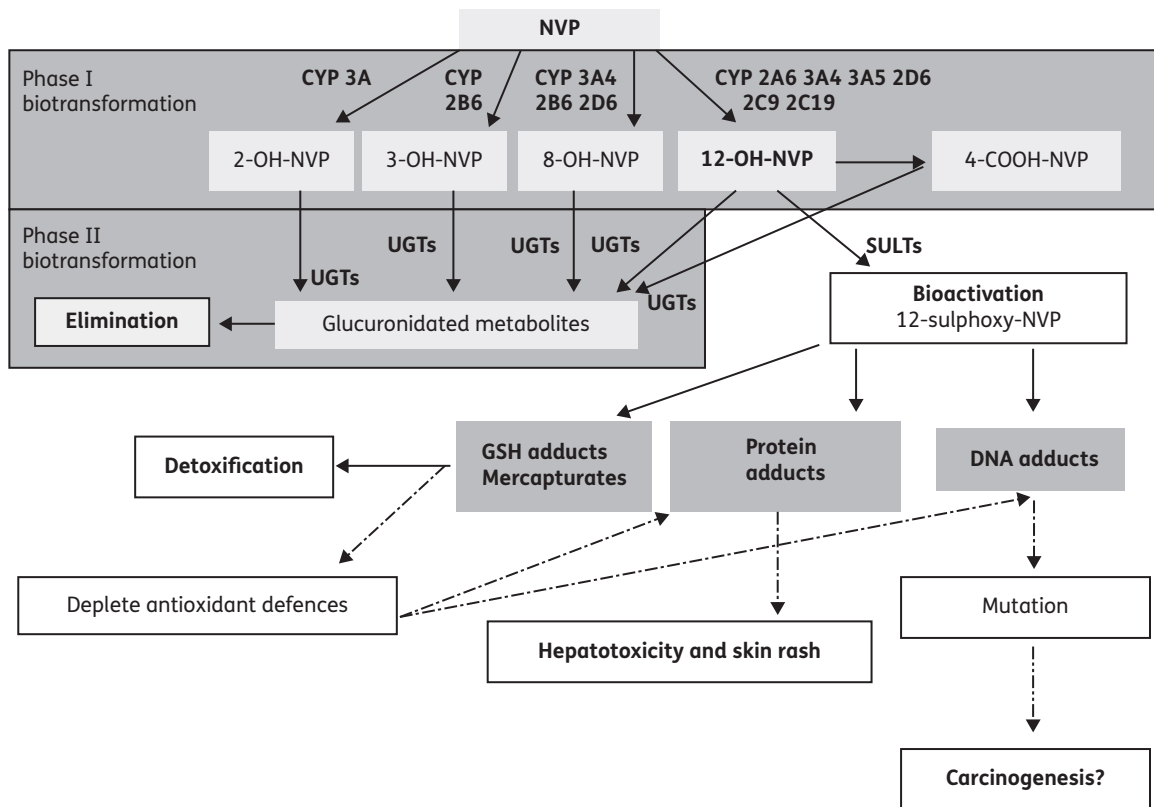 NVP
Phase I
biotransformation
CYP 3A
CYP
2B6
CYP 3A4
2B6 2D6
CYP 2A6 3A4 3A5 2D6
2C9 2C19
2-OH-NVP
3-OH-NVP
8-OH-NVP
12-OH-NVP
4-COOH-NVP
Phase II
biotransformation
UGTs
UGTs
UGTs
UGTs
UGTs
SULTs
Elimination
Glucuronidated metabolites
Bioactivation
12-sulphoxy-NVP
Detoxification
GSH adducts
Mercapturates
Protein
adducts
DNA adducts
Deplete antioxidant defences
Hepatotoxicity and skin rash
Mutation
Carcinogenesis?